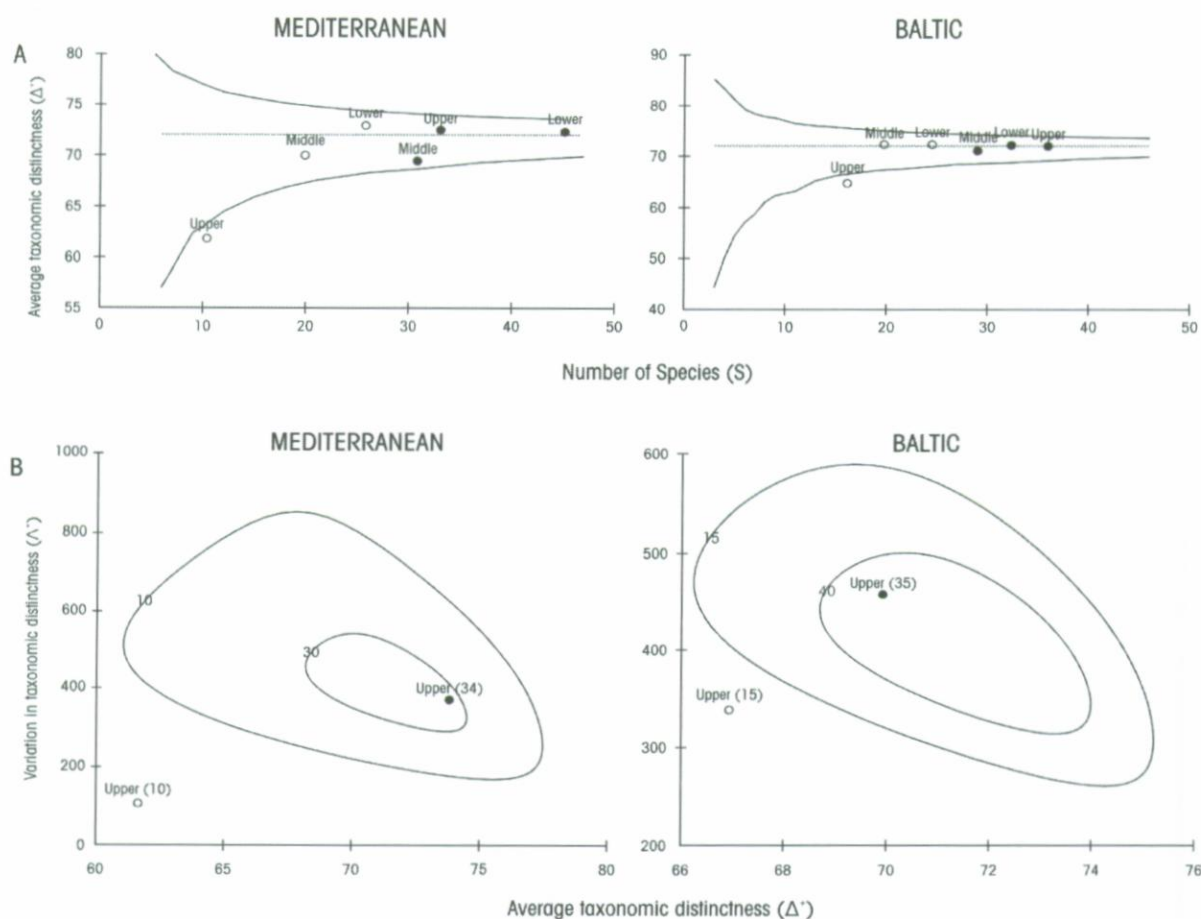 A
MEDITERRANEAN
Average taxonomic distinctness (Δ⁺)
80
75
70
65
60
55
0
10
20
30
40
50
Lower
Upper
Lower
Middle
Middle
Upper
BALTIC
90
80
70
60
50
40
0
10
20
30
40
50
Middle
Lower
Middle
Lower
Upper
Upper
Number of Species (S)
B
MEDITERRANEAN
Variation in taxonomic distinctness (Λ⁺)
1000
800
600
400
200
0
60
65
70
75
80
10
30
Upper (34)
Upper (10)
BALTIC
600
500
400
300
200
66
68
70
72
74
76
15
40
Upper (35)
Upper (15)
Average taxonomic distinctness (Δ⁺)